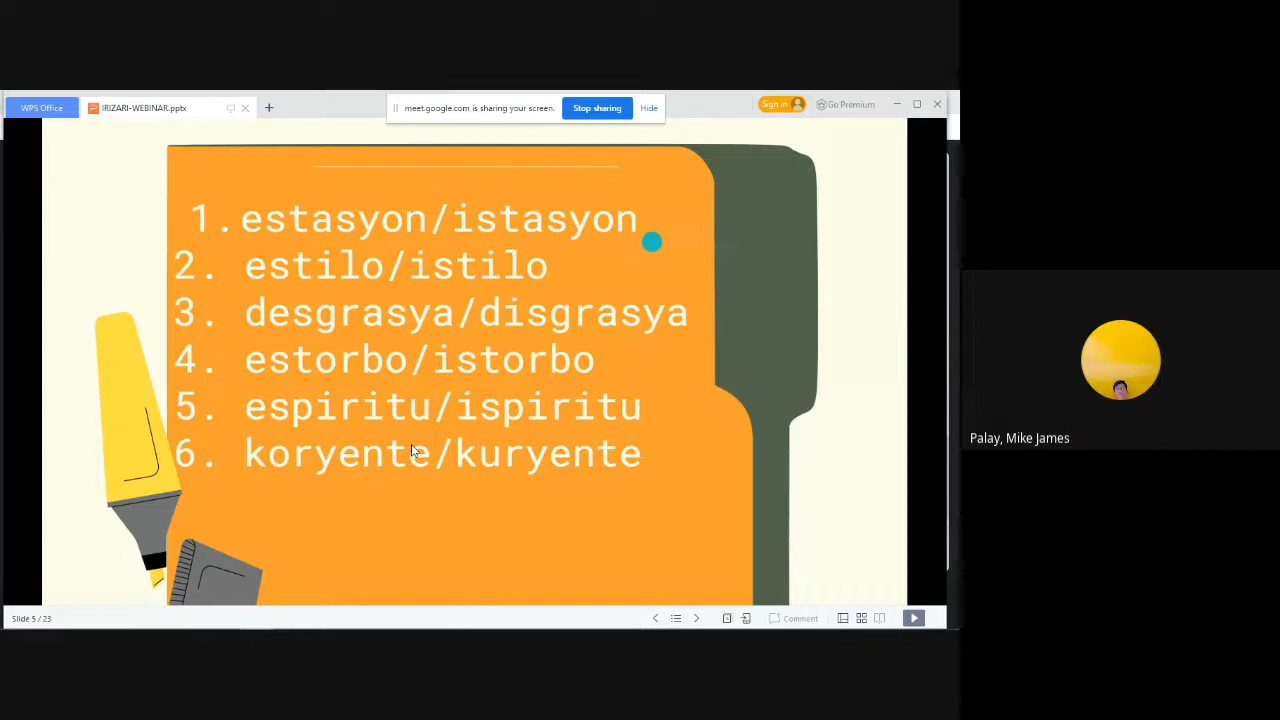 WPS Office
IRIZARI-WEBINAR.pptx
meet.google.com is sharing your screen.
Stop sharing
Hide
Sign in
Go Premium
1.estasyon/istasyon
2. estilo/istilo
3. desgrasya/disgrasya
4. estorbo/istorbo
5. espiritu/ispiritu
6. koryente/kuryente
Palay, Mike James
Slide 5 / 23
Comment